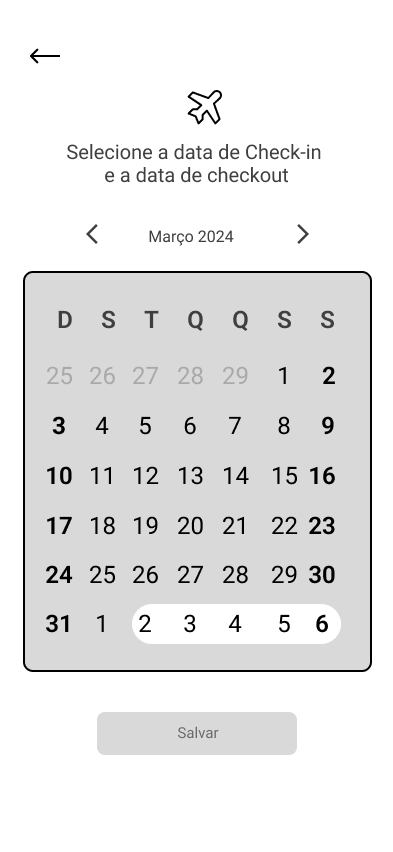 Selecione a data de Check-in
e a data de checkout
Março 2024
D S T Q Q S S
25 26 27 28 29 1 2
3 4 5 6 7 8 9
10 11 12 13 14 15 16
17 18 19 20 21 22 23
24 25 26 27 28 29 30
31 1 2 3 4 5 6
Salvar